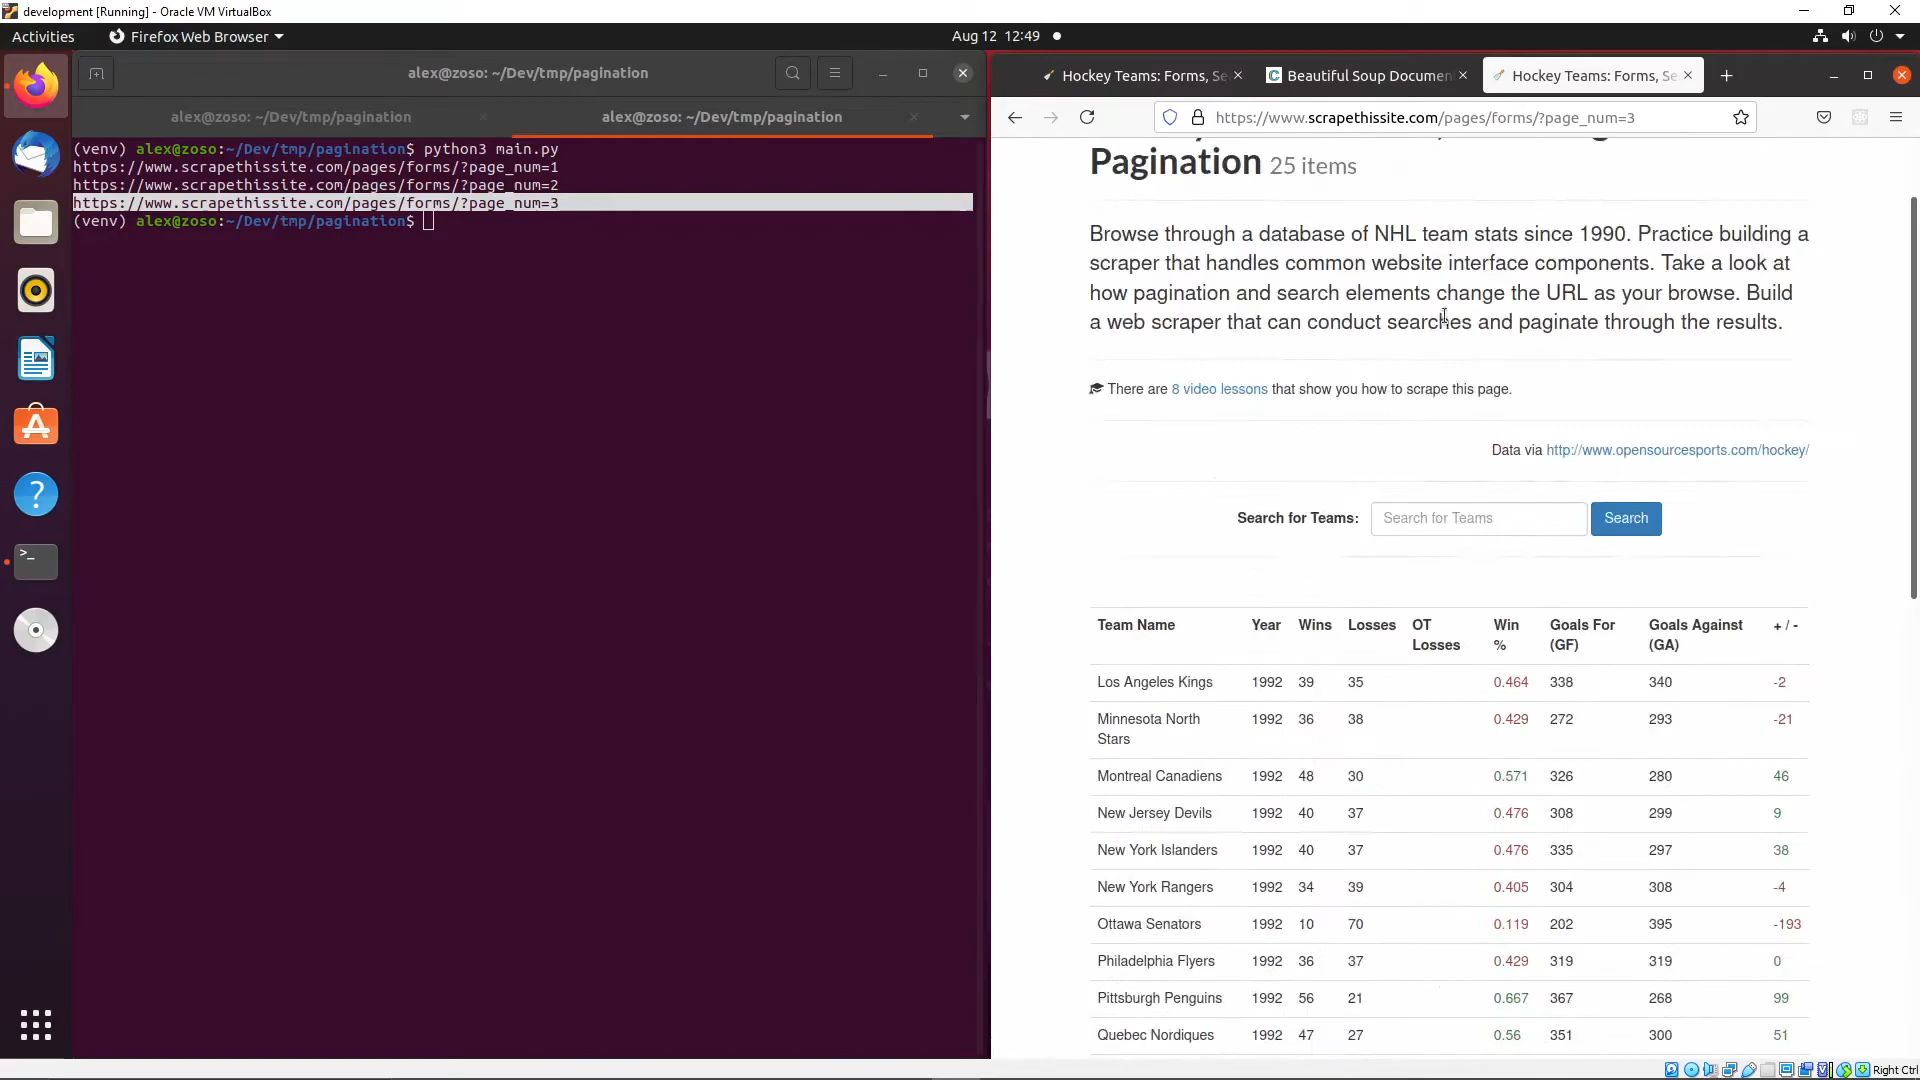 development [Running] - Oracle VM VirtualBox
Activities
Firefox Web Browser
Aug 12 12:49
alex@zoso: ~/Dev/tmp/pagination
alex@zoso: ~/Dev/tmp/pagination
alex@zoso: ~/Dev/tmp/pagination
(venv) alex@zoso:~/Dev/tmp/pagination$ python3 main.py
https://www.scrapethissite.com/pages/forms/?page_num=1
https://www.scrapethissite.com/pages/forms/?page_num=2
https://www.scrapethissite.com/pages/forms/?page_num=3
(venv) alex@zoso:~/Dev/tmp/pagination$
Hockey Teams: Forms, Se
Beautiful Soup Documen
Hockey Teams: Forms, Se
https://www.scrapethissite.com/pages/forms/?page_num=3
Pagination 25 items
Browse through a database of NHL team stats since 1990. Practice building a
scraper that handles common website interface components. Take a look at
how pagination and search elements change the URL as your browse. Build
a web scraper that can conduct searches and paginate through the results.
There are 8 video lessons that show you how to scrape this page.
Data via http://www.opensourcesports.com/hockey/
Search for Teams: Search for Teams Search
Team Name Year Wins Losses OT Losses Win % Goals For (GF) Goals Against (GA) + / -
Los Angeles Kings 1992 39 35 0.464 338 340 -2
Minnesota North Stars 1992 36 38 0.429 272 293 -21
Montreal Canadiens 1992 48 30 0.571 326 280 46
New Jersey Devils 1992 40 37 0.476 308 299 9
New York Islanders 1992 40 37 0.476 335 297 38
New York Rangers 1992 34 39 0.405 304 308 -4
Ottawa Senators 1992 10 70 0.119 202 395 -193
Philadelphia Flyers 1992 36 37 0.429 319 319 0
Pittsburgh Penguins 1992 56 21 0.667 367 268 99
Quebec Nordiques 1992 47 27 0.56 351 300 51
Right Ctrl